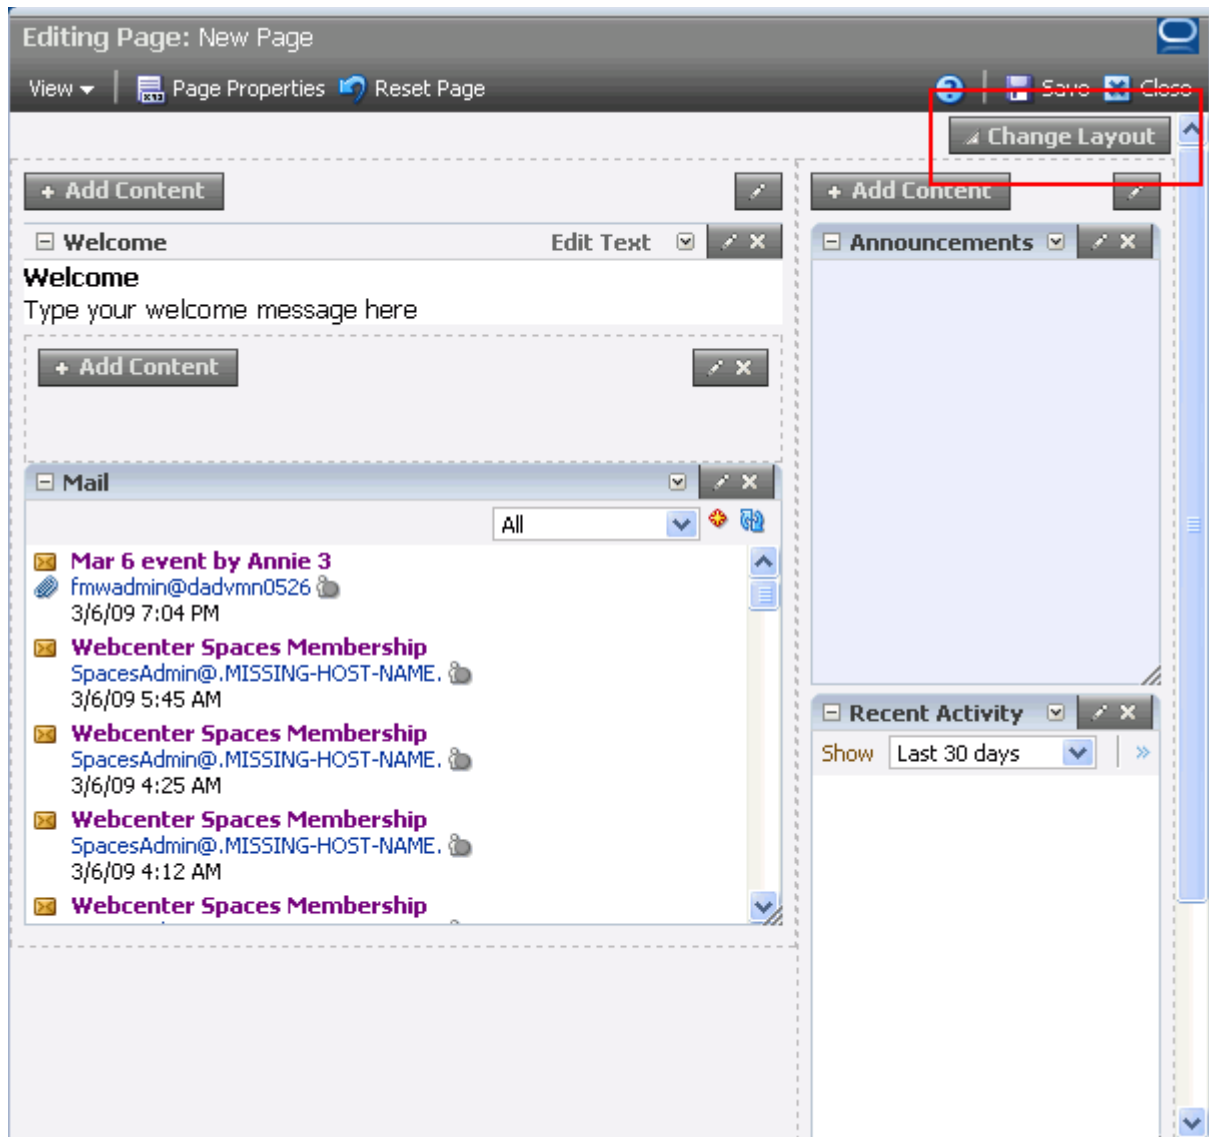 Editing Page: New Page
View Page Properties Reset Page Save Close
Change Layout
+ Add Content
Welcome Edit Text
Welcome
Type your welcome message here
+ Add Content
Mail
All
Mar 6 event by Annie 3
fmwadmin@dadvmn0526
3/6/09 7:04 PM
Webcenter Spaces Membership
SpacesAdmin@.MISSING-HOST-NAME.
3/6/09 5:45 AM
Webcenter Spaces Membership
SpacesAdmin@.MISSING-HOST-NAME.
3/6/09 4:25 AM
Webcenter Spaces Membership
SpacesAdmin@.MISSING-HOST-NAME.
3/6/09 4:12 AM
Webcenter Spaces Membership
+ Add Content
Announcements
Recent Activity
Show Last 30 days »